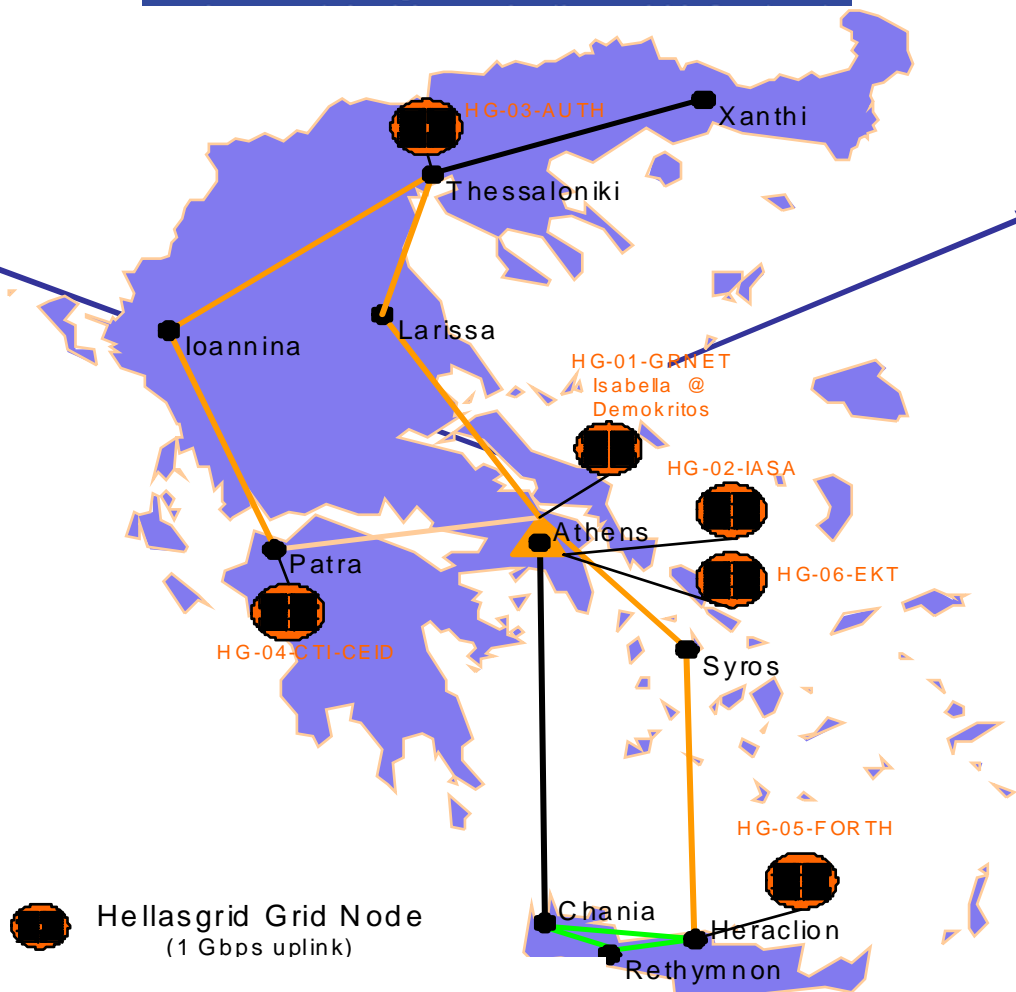 HG-03-AUTH
Xanthi
Thessaloniki
Larissa
Ioannina
HG-01-GRNET
Isabella @
Demokritos
HG-02-IASA
Athens
Patra
HG-06-EKT
HG-04-CTI-CEID
Syros
HG-05-FORTH
Chania
Heraclion
Rethymnon
Hellasgrid Grid Node
(1 Gbps uplink)